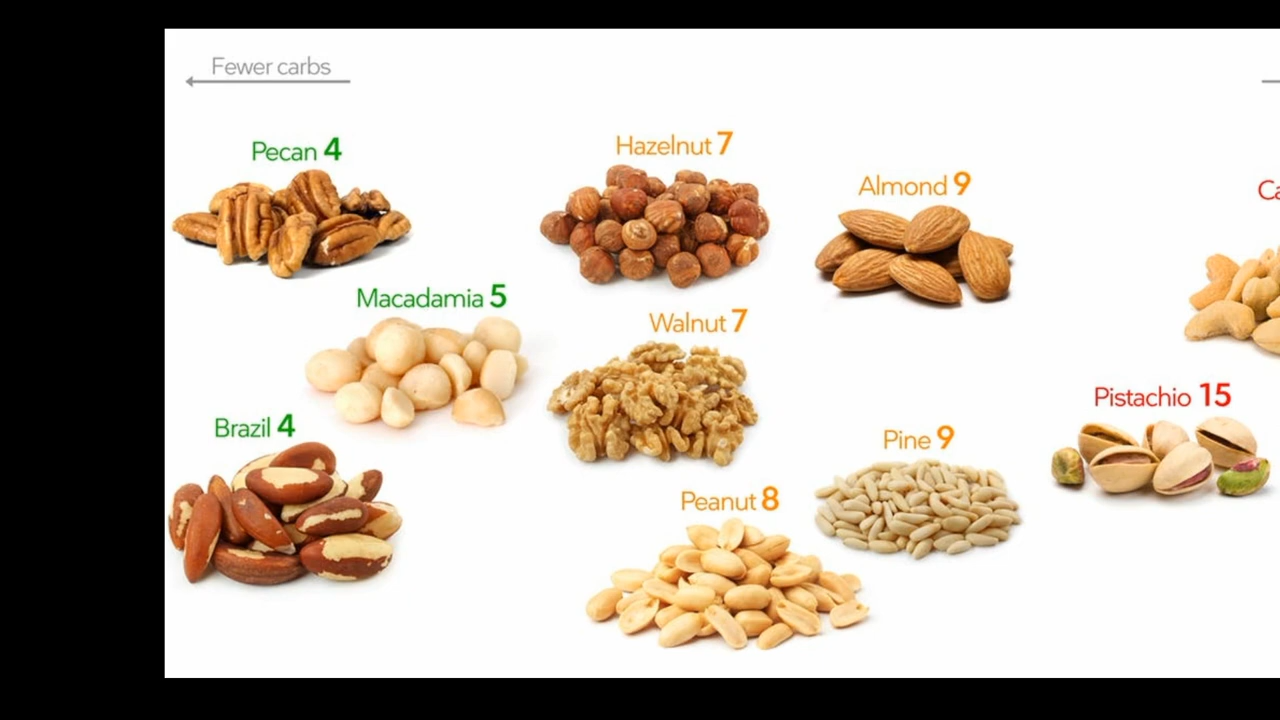 Fewer carbs
Pecan 4
Hazelnut 7
Almond 9
Macadamia 5
Walnut 7
Pistachio 15
Brazil 4
Pine 9
Peanut 8